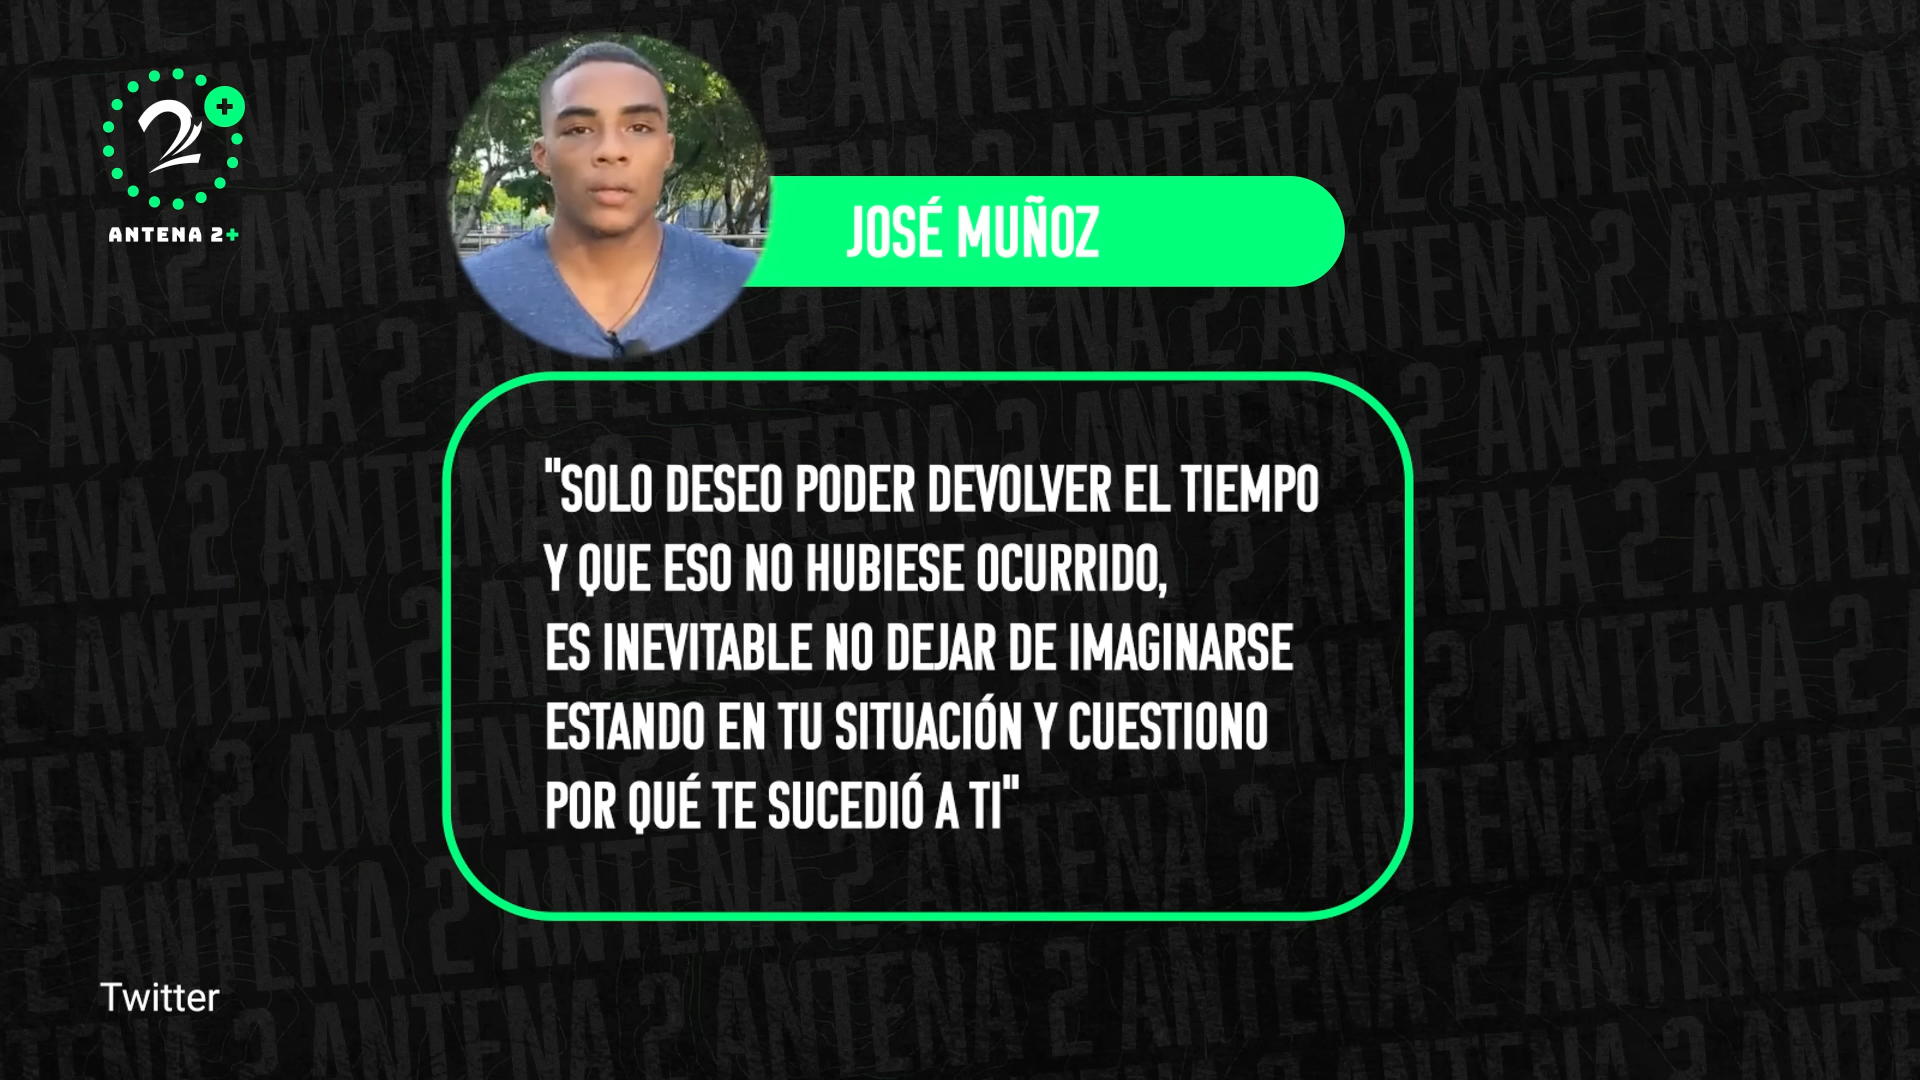 2+
ANTENA 2+
JOSÉ MUÑOZ
"SOLO DESEO PODER DEVOLVER EL TIEMPO
Y QUE ESO NO HUBIESE OCURRIDO,
ES INEVITABLE NO DEJAR DE IMAGINARSE
ESTANDO EN TU SITUACIÓN Y CUESTIONO
POR QUÉ TE SUCEDIÓ A TI"
Twitter